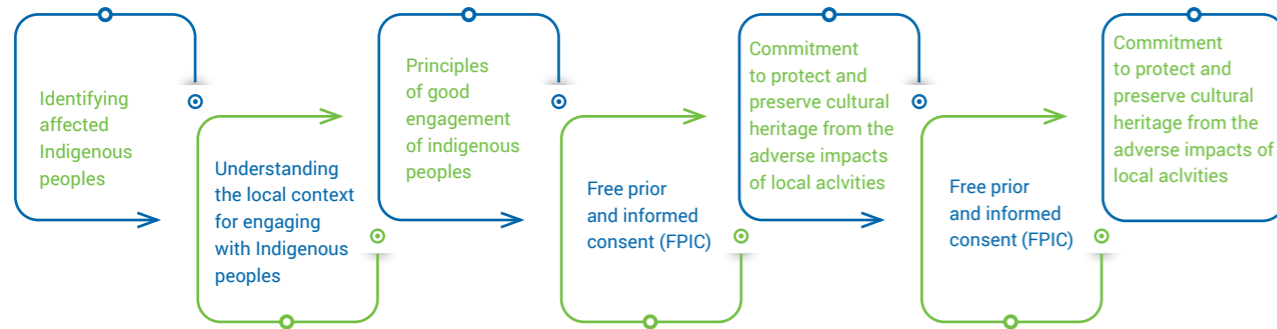 Identifying
affected
Indigenous
peoples
Understanding
the local context
for engaging
with Indigenous
peoples
Principles
of good
engagement
of indigenous
peoples
Free prior
and informed
consent (FPIC)
Commitment
to protect and
preserve cultural
heritage from the
adverse impacts
of local aclvities
Free prior
and informed
consent (FPIC)
Commitment
to protect and
preserve cultural
heritage from the
adverse impacts of
local aclvities